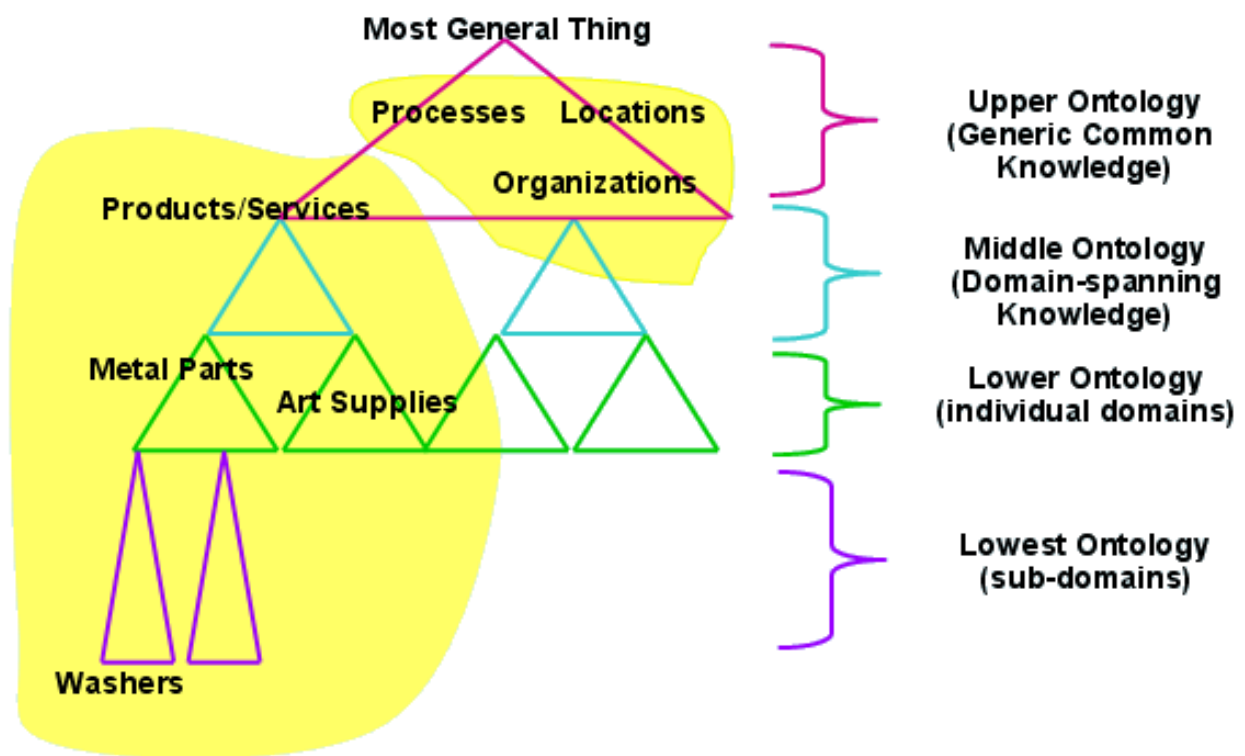 Most General Thing
Processes
Locations
Organizations
Products/Services
Metal Parts
Art Supplies
Washers
Upper Ontology
(Generic Common
Knowledge)
Middle Ontology
(Domain-spanning
Knowledge)
Lower Ontology
(individual domains)
Lowest Ontology
(sub-domains)